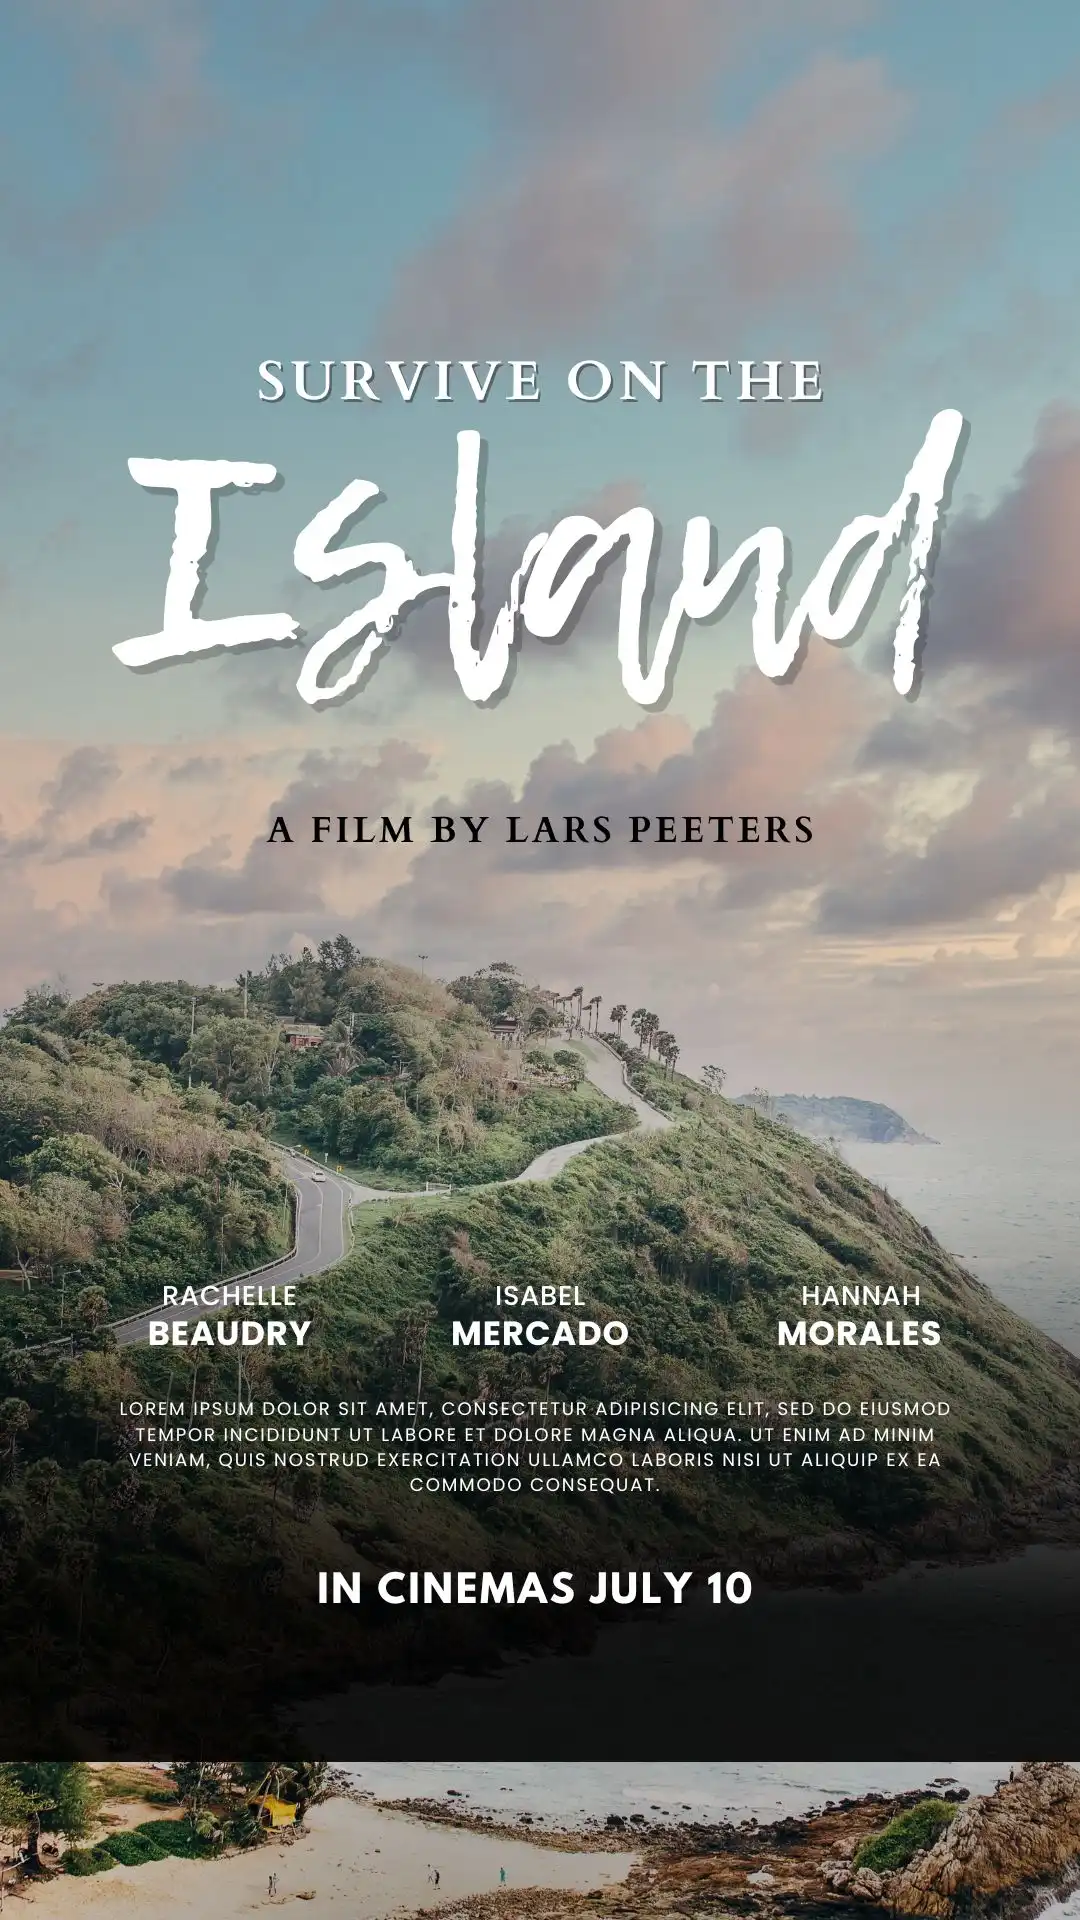 SURVIVE ON THE
Island
A FILM BY LARS PEETERS
RACHELLE
BEAUDRY
ISABEL
MERCADO
HANNAH
MORALES
LOREM IPSUM DOLOR SIT AMET, CONSECTETUR ADIPISICING ELIT, SED DO EIUSMOD
TEMPOR INCIDIDUNT UT LABORE ET DOLORE MAGNA ALIQUA. UT ENIM AD MINIM
VENIAM, QUIS NOSTRUD EXERCITATION ULLAMCO LABORIS NISI UT ALIQUIP EX EA
COMMODO CONSEQUAT.
IN CINEMAS JULY 10